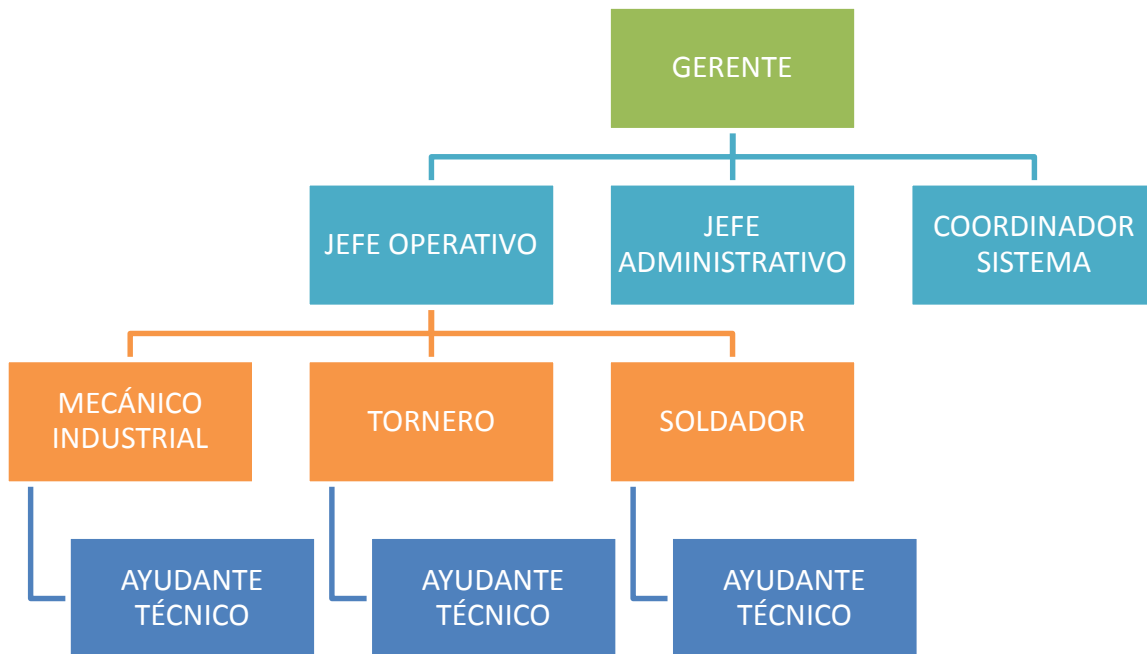 GERENTE
JEFE OPERATIVO
JEFE
ADMINISTRATIVO
COORDINADOR
SISTEMA
MECÁNICO
INDUSTRIAL
TORNERO
SOLDADOR
AYUDANTE
TÉCNICO
AYUDANTE
TÉCNICO
AYUDANTE
TÉCNICO